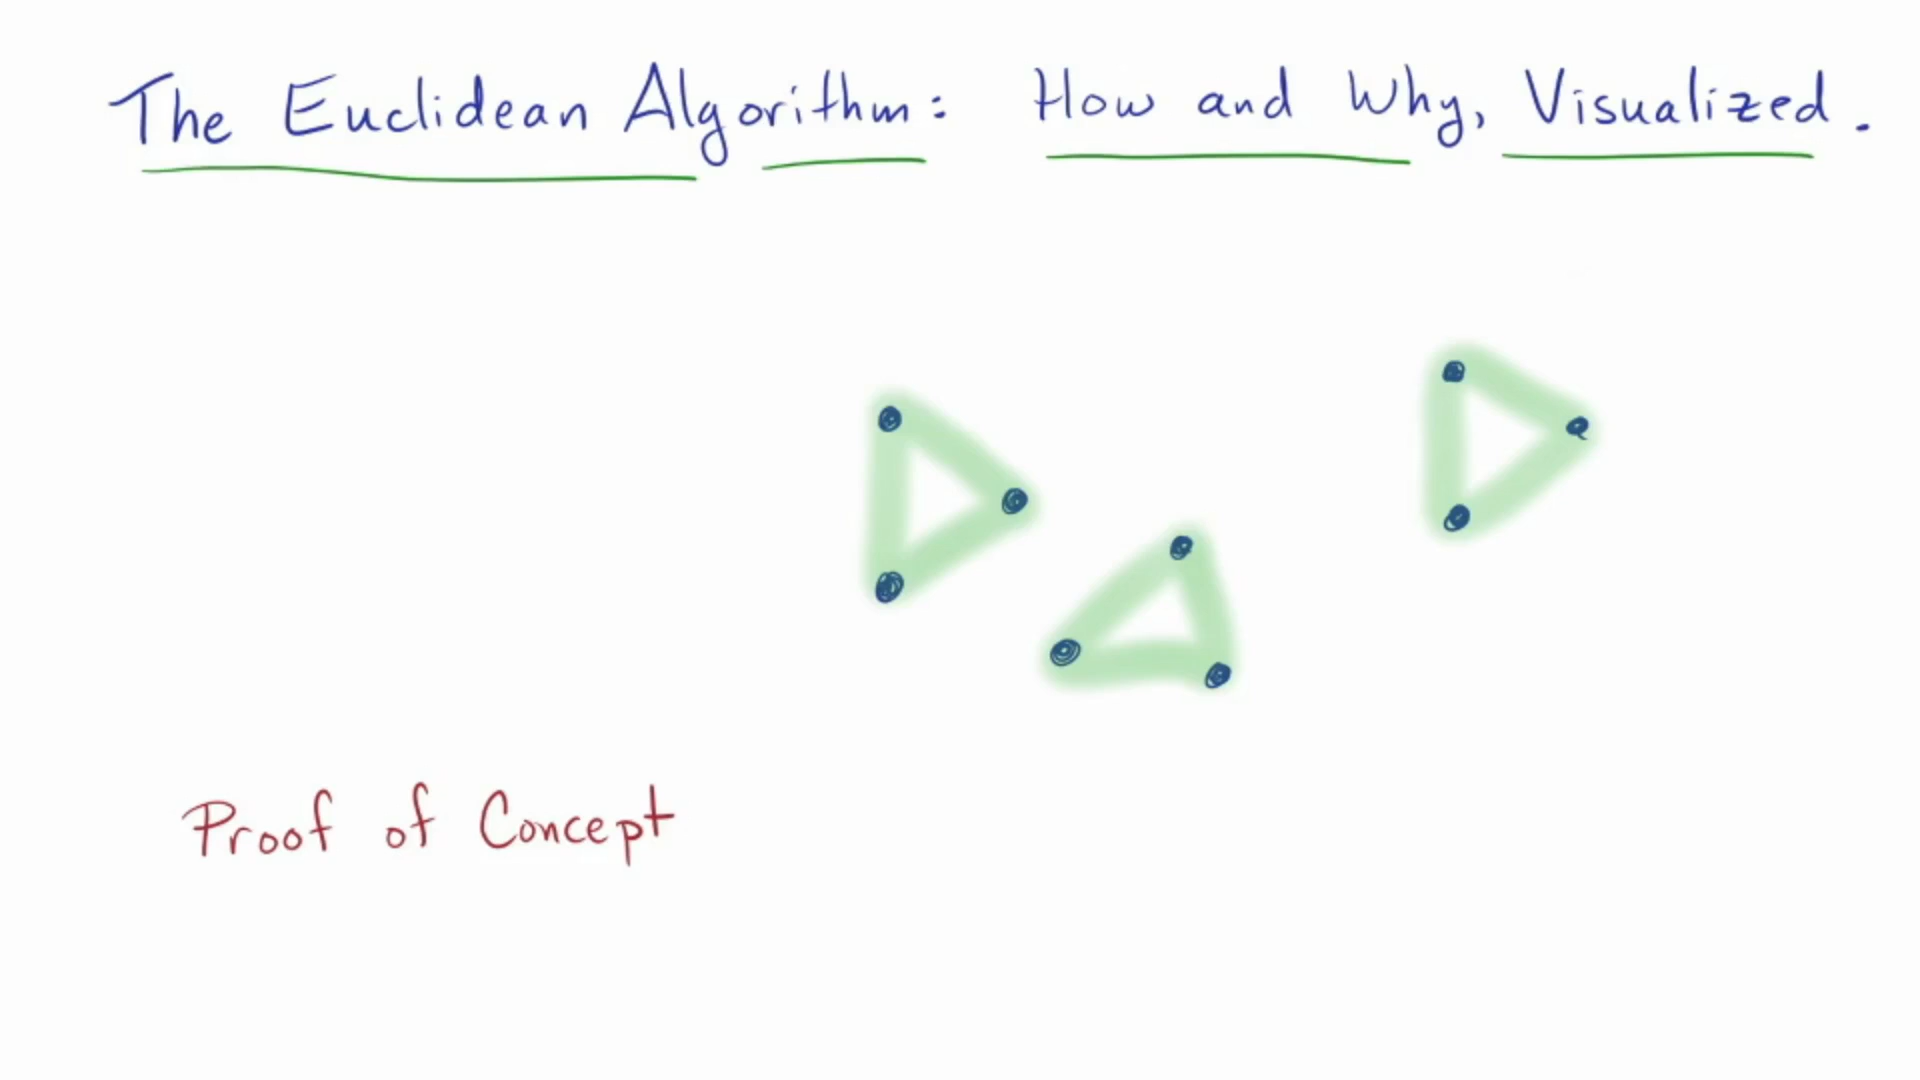 The Euclidean Algorithm: How and Why, Visualized.
Proof of Concept